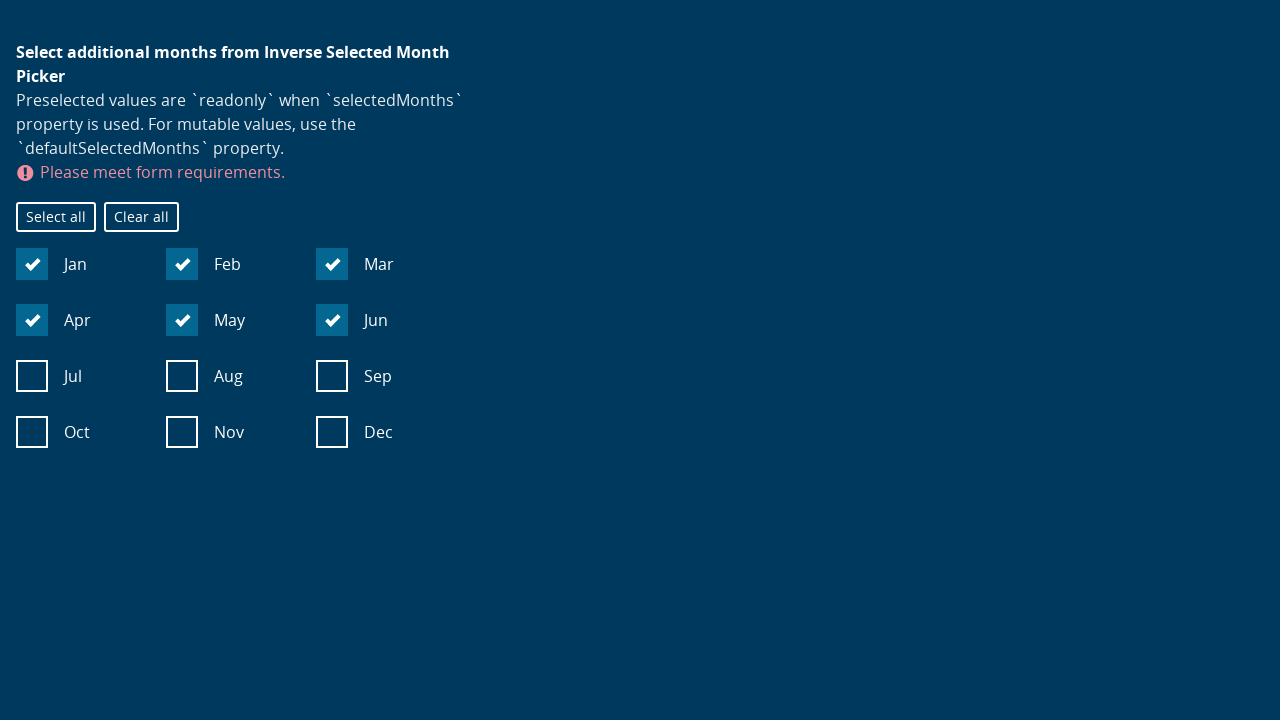 Select additional months from Inverse Selected Month
Picker
Preselected values are `readonly` when `selectedMonths`
property is used. For mutable values, use the
`defaultSelectedMonths` property.
Please meet form requirements.
Select all Clear all
Jan Feb Mar
Apr May Jun
Jul Aug Sep
Oct Nov Dec